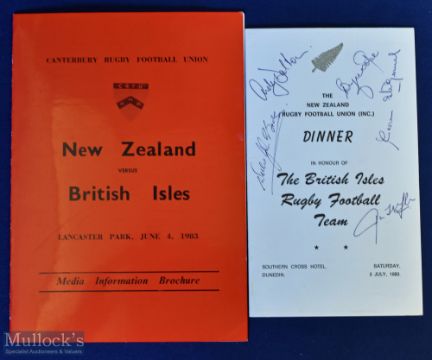 CANTERBURY RUGBY FOOTBALL UNION
CRFU
New Zealand
VERSUS
British Isles
LANCASTER PARK, JUNE 4, 1983
Media Information Brochure
THE
NEW ZEALAND
RUGBY FOOTBALL UNION (INC.)
DINNER
IN HONOUR OF
The British Isles
Rugby Football
Team
SOUTHERN CROSS HOTEL, SATURDAY,
DUNEDIN. 2 JULY, 1983.
Mullock's
Specialist Auctioneers & Valuers